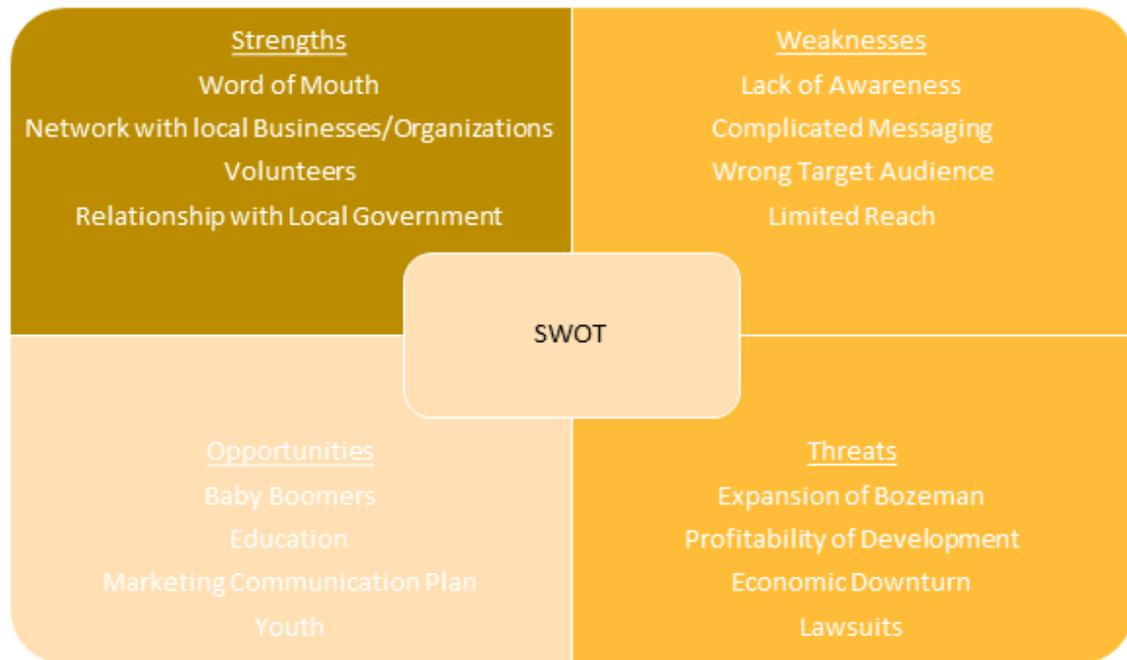 Strengths
Word of Mouth
Network with local Businesses/Organizations
Volunteers
Relationship with Local Government
Weaknesses
Lack of Awareness
Complicated Messaging
Wrong Target Audience
Limited Reach
SWOT
Opportunities
Baby Boomers
Education
Marketing Communication Plan
Youth
Threats
Expansion of Bozeman
Profitability of Development
Economic Downturn
Lawsuits